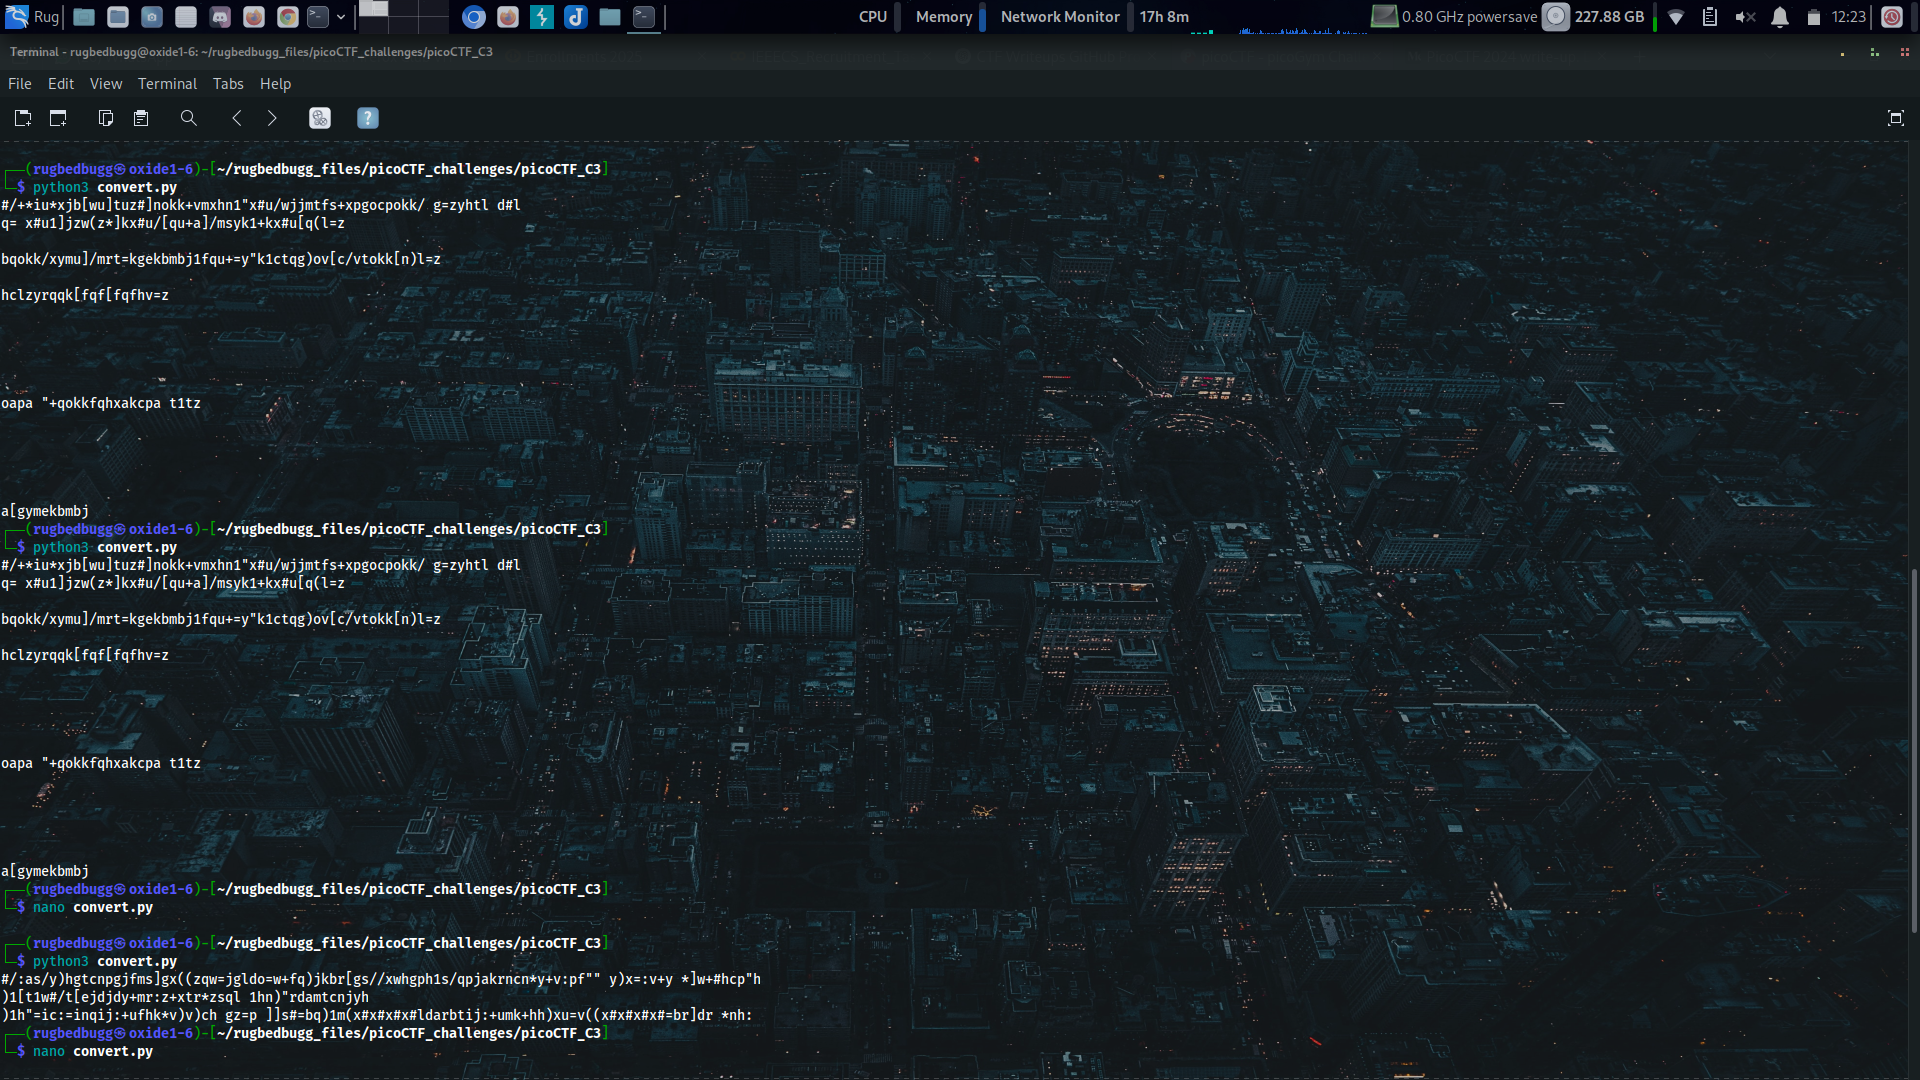 Rug CPU Memory Network Monitor 17h 8m 0.80 GHz powersave 227.88 GB 12:23
Terminal - rugbedbugg@oxide1-6: ~/rugbedbugg_files/picoCTF_challenges/picoCTF_C3
File Edit View Terminal Tabs Help
┌──(rugbedbugg㉿oxide1-6)-[~/rugbedbugg_files/picoCTF_challenges/picoCTF_C3]
└─$ python3 convert.py
#/+*iu*xjb[wu]tuz#]nokk+vmxhn1"x#u/wjjmtfs+xpgocpokk/ g=zyhtl d#l
q= x#u1]jzw(z*]kx#u/[qu+a]/msyk1+kx#u[q(l=z
bqokk/xymu]/mrt=kgekbmbj1fqu+=y"k1ctqg)ov[c/vtokk[n)l=z
hclzyrqqk[fqf[fqfhv=z
oapa "+qokkfqhxakcpa t1tz
a[gymekbmbj
┌──(rugbedbugg㉿oxide1-6)-[~/rugbedbugg_files/picoCTF_challenges/picoCTF_C3]
└─$ python3 convert.py
#/+*iu*xjb[wu]tuz#]nokk+vmxhn1"x#u/wjjmtfs+xpgocpokk/ g=zyhtl d#l
q= x#u1]jzw(z*]kx#u/[qu+a]/msyk1+kx#u[q(l=z
bqokk/xymu]/mrt=kgekbmbj1fqu+=y"k1ctqg)ov[c/vtokk[n)l=z
hclzyrqqk[fqf[fqfhv=z
oapa "+qokkfqhxakcpa t1tz
a[gymekbmbj
┌──(rugbedbugg㉿oxide1-6)-[~/rugbedbugg_files/picoCTF_challenges/picoCTF_C3]
└─$ nano convert.py
┌──(rugbedbugg㉿oxide1-6)-[~/rugbedbugg_files/picoCTF_challenges/picoCTF_C3]
└─$ python3 convert.py
#/:as/y)hgtcnpgjfms]gx((zqw=jgldo=w+fq)jkbr[gs//xwhgph1s/qpjakrncn*y+v:pf"" y)x=:v+y *]w+#hcp"h
)1[t1w#/t[ejdjdy+mr:z+xtr*zsql 1hn)"rdamtcnjyh
)1h"=ic:=inqij:+ufhk*v)v)ch gz=p ]]s#=bq)1m(x#x#x#x#ldarbtij:+umk+hh)xu=v((x#x#x#x#=br]dr *nh:
┌──(rugbedbugg㉿oxide1-6)-[~/rugbedbugg_files/picoCTF_challenges/picoCTF_C3]
└─$ nano convert.py